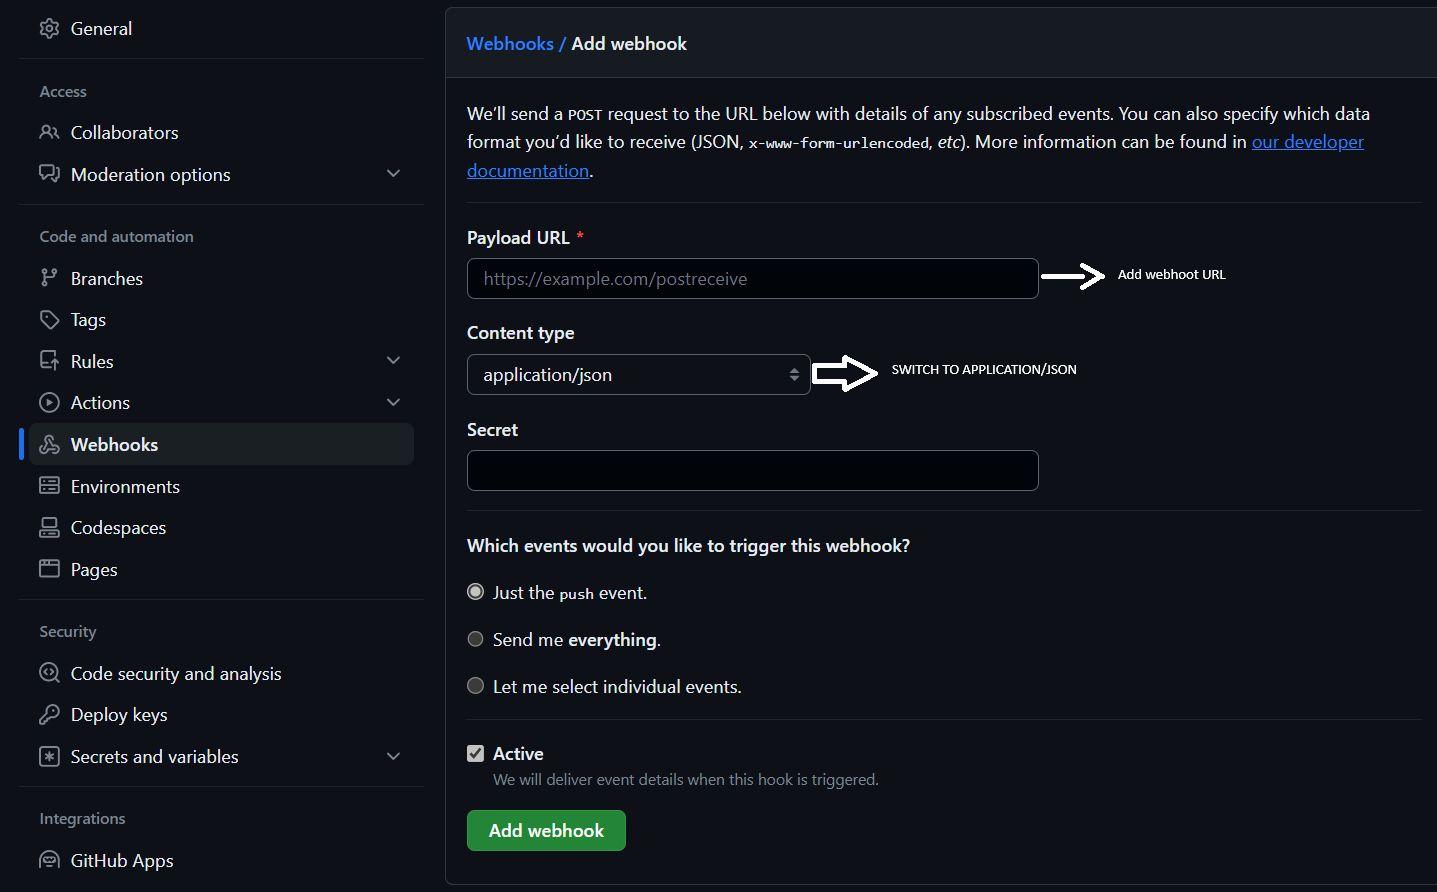 General
Access
Collaborators
Moderation options
Code and automation
Branches
Tags
Rules
Actions
Webhooks
Environments
Codespaces
Pages
Security
Code security and analysis
Deploy keys
Secrets and variables
Integrations
GitHub Apps
Webhooks / Add webhook
We'll send a POST request to the URL below with details of any subscribed events. You can also specify which data
format you'd like to receive (JSON, x-www-form-urlencoded, etc). More information can be found in our developer
documentation.
Payload URL *
https://example.com/postreceive
Add webhoot URL
Content type
application/json
SWITCH TO APPLICATION/JSON
Secret
Which events would you like to trigger this webhook?
Just the push event.
Send me everything.
Let me select individual events.
Active
We will deliver event details when this hook is triggered.
Add webhook